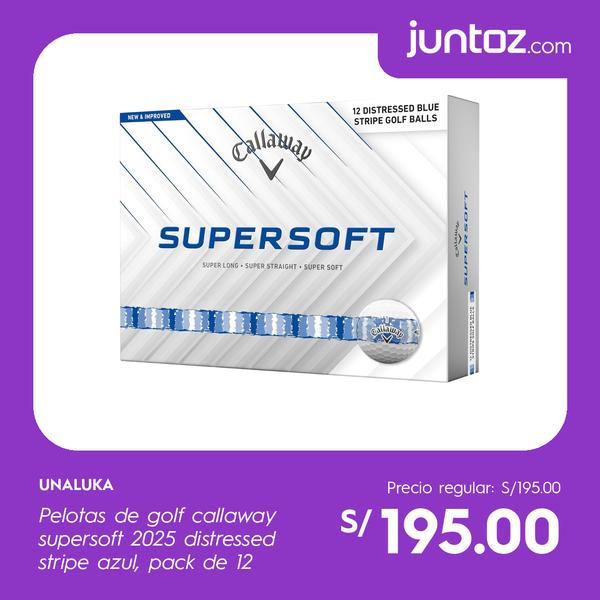 juntoz.com
NEW & IMPROVED
12 DISTRESSED BLUE
STRIPE GOLF BALLS
Callaway
SUPERSOFT
SUPER LONG • SUPER STRAIGHT • SUPER SOFT
Callaway
Callaway
SUPERSOFT
UNALUKA
Pelotas de golf callaway
supersoft 2025 distressed
stripe azul, pack de 12
Precio regular: S/195.00
S/195.00